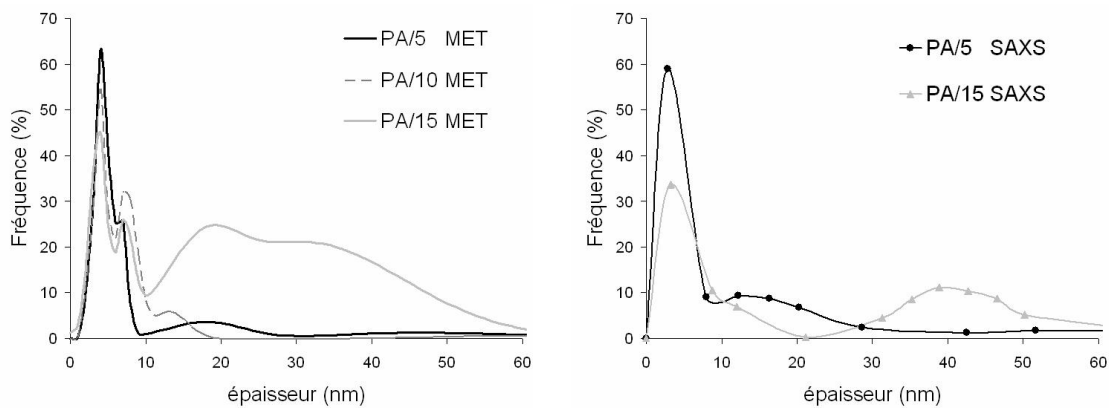 70
60
50
40
30
20
10
0
Fréquence (%)
0 10 20 30 40 50 60
épaisseur (nm)
PA/5 MET
PA/10 MET
PA/15 MET
70
60
50
40
30
20
10
0
Fréquence (%)
0 10 20 30 40 50 60
épaisseur (nm)
PA/5 SAXS
PA/15 SAXS